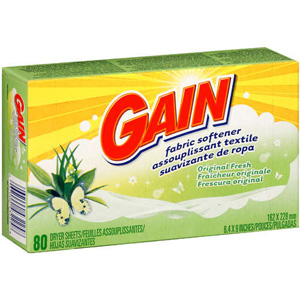 GAIN
fabric softener
assouplissant textile
suavizante de ropa
Original Fresh
Fraîcheur originale
Frescura original
80 DRYER SHEETS/FEUILLES ASSOUPLISSANTES/
HOJAS SUAVIZANTES
162 X 228 mm
6.4 X 9 INCHES/POUCES/PULGADAS